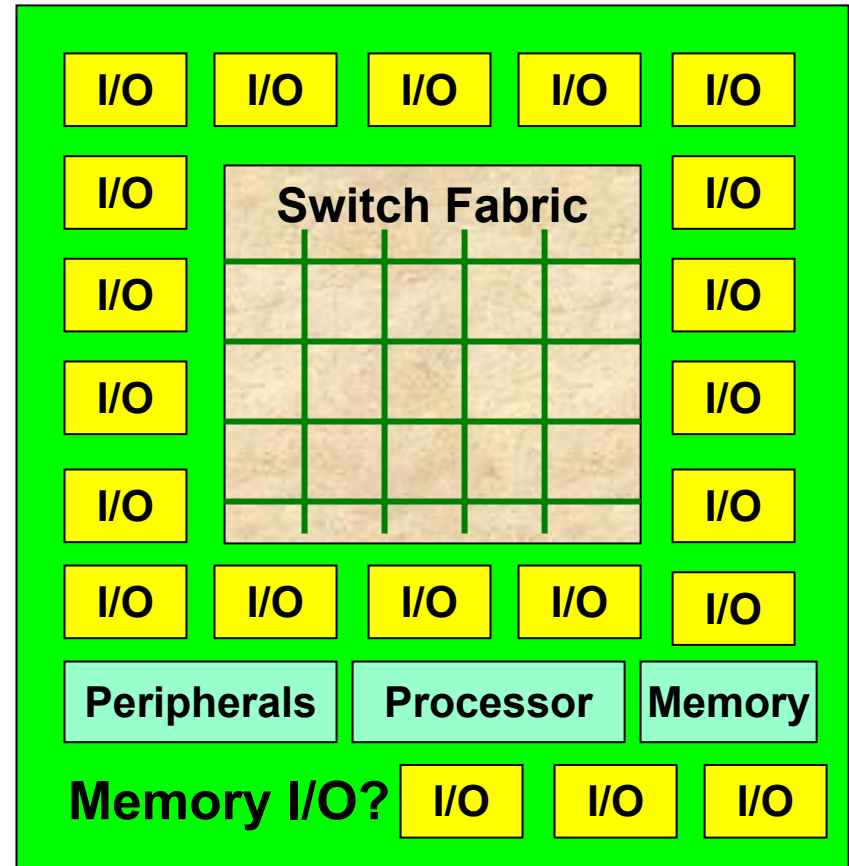 I/O I/O I/O I/O I/O
I/O Switch Fabric I/O
I/O I/O
I/O I/O
I/O I/O
I/O I/O I/O I/O I/O
Peripherals Processor Memory
Memory I/O? I/O I/O I/O